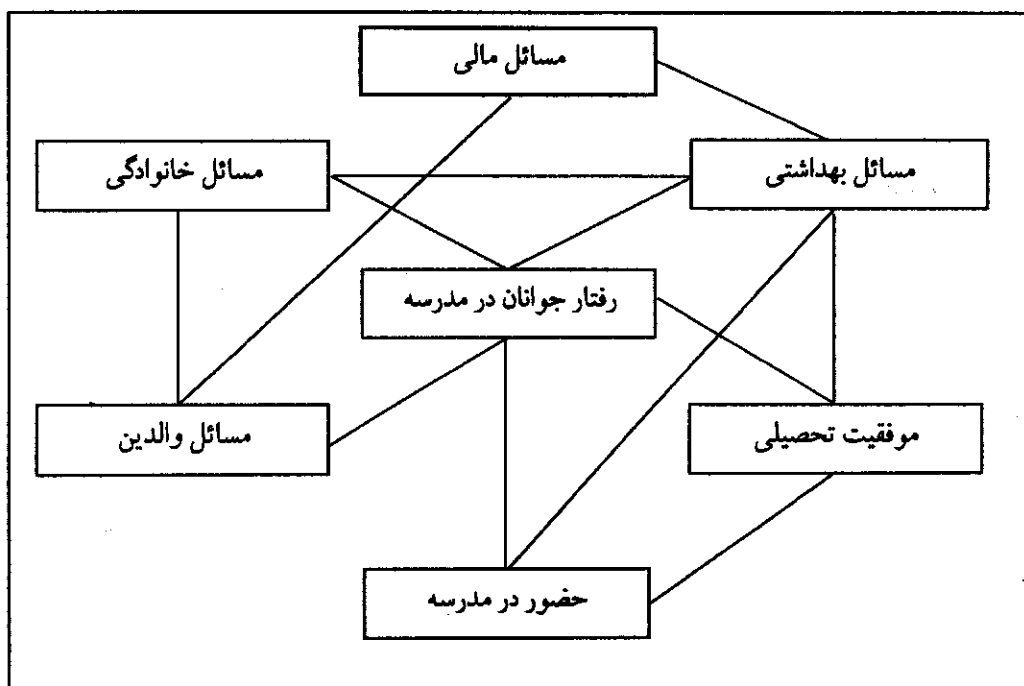 مسائل مالی
مسائل بهداشتی
مسائل خانوادگی
رفتار جوانان در مدرسه
موفقیت تحصیلی
مسائل والدین
حضور در مدرسه